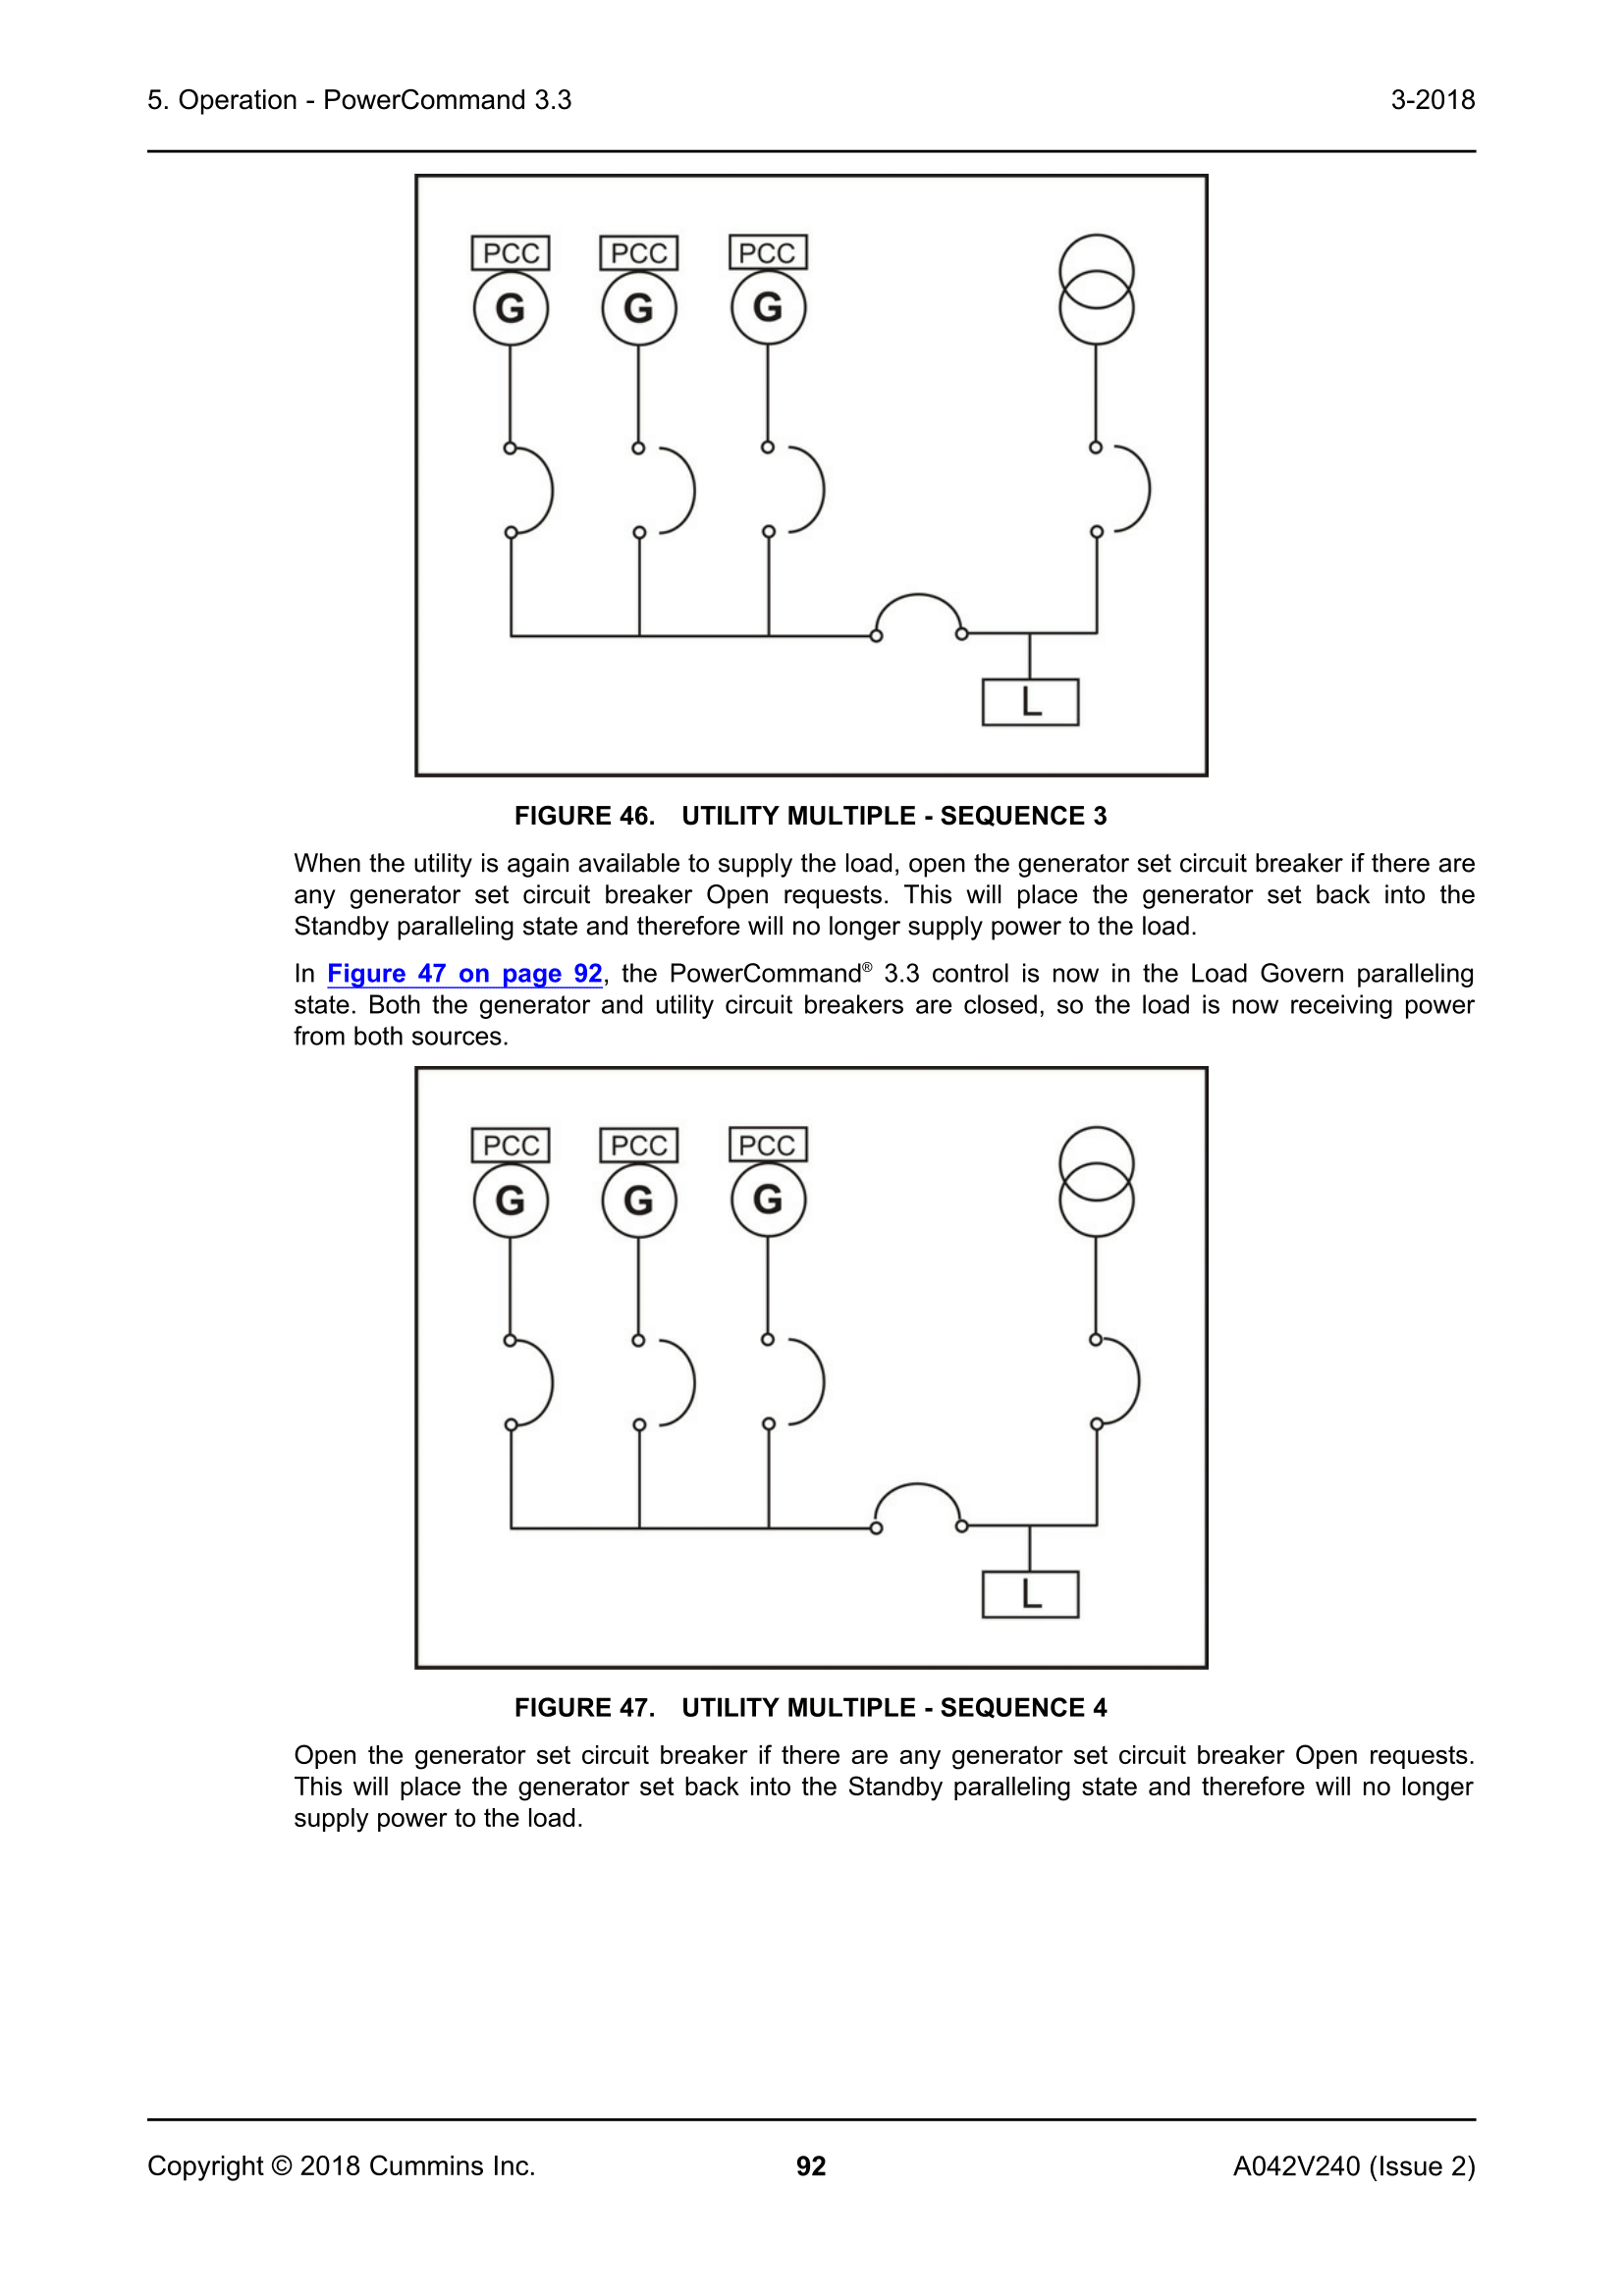 5. Operation - PowerCommand 3.3 3-2018
PCC PCC PCC
G G G
L
FIGURE 46. UTILITY MULTIPLE - SEQUENCE 3
When the utility is again available to supply the load, open the generator set circuit breaker if there are
any generator set circuit breaker Open requests. This will place the generator set back into the
Standby paralleling state and therefore will no longer supply power to the load.
In Figure 47 on page 92, the PowerCommand® 3.3 control is now in the Load Govern paralleling
state. Both the generator and utility circuit breakers are closed, so the load is now receiving power
from both sources.
PCC PCC PCC
G G G
L
FIGURE 47. UTILITY MULTIPLE - SEQUENCE 4
Open the generator set circuit breaker if there are any generator set circuit breaker Open requests.
This will place the generator set back into the Standby paralleling state and therefore will no longer
supply power to the load.
Copyright © 2018 Cummins Inc. 92 A042V240 (Issue 2)